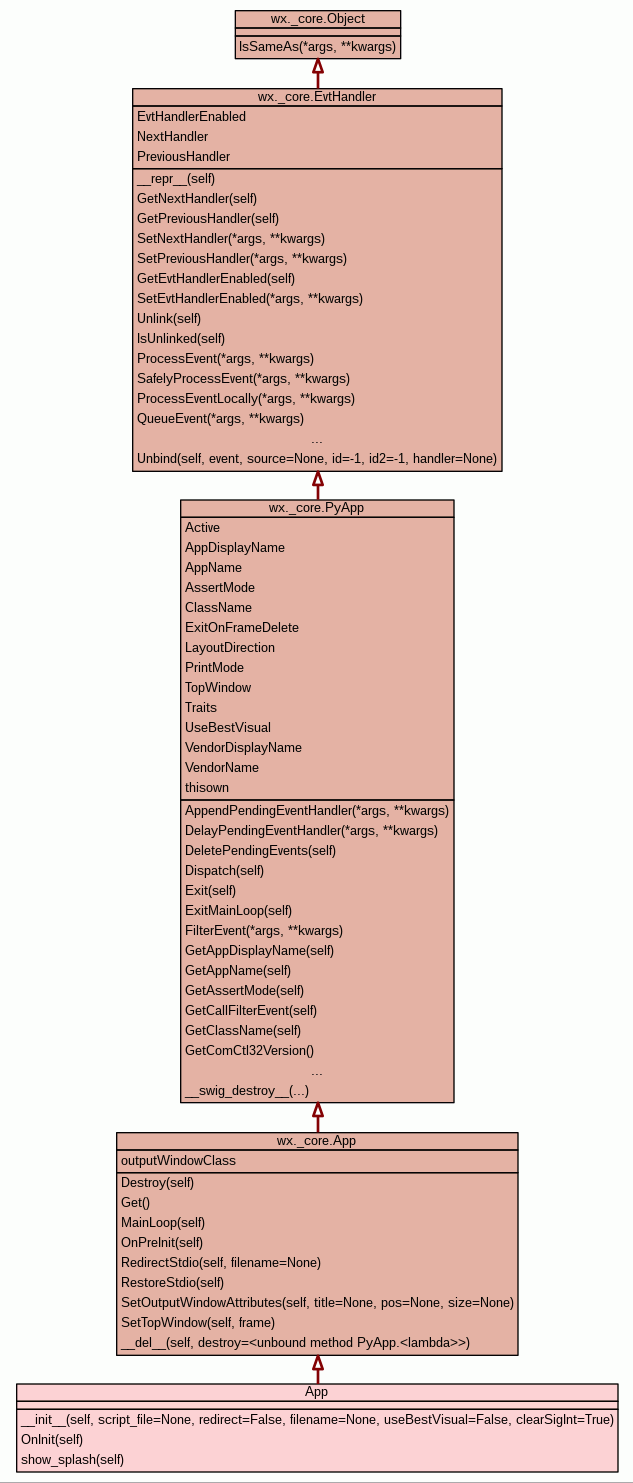 wx._core.Object
IsSameAs(*args, **kwargs)
wx._core.EvtHandler
EvtHandlerEnabled
NextHandler
PreviousHandler
__repr__(self)
GetNextHandler(self)
GetPreviousHandler(self)
SetNextHandler(*args, **kwargs)
SetPreviousHandler(*args, **kwargs)
GetEvtHandlerEnabled(self)
SetEvtHandlerEnabled(*args, **kwargs)
Unlink(self)
IsUnlinked(self)
ProcessEvent(*args, **kwargs)
SafelyProcessEvent(*args, **kwargs)
ProcessEventLocally(*args, **kwargs)
QueueEvent(*args, **kwargs)
...
Unbind(self, event, source=None, id=-1, id2=-1, handler=None)
wx._core.PyApp
Active
AppDisplayName
AppName
AssertMode
ClassName
ExitOnFrameDelete
LayoutDirection
PrintMode
TopWindow
Traits
UseBestVisual
VendorDisplayName
VendorName
thisown
AppendPendingEventHandler(*args, **kwargs)
DelayPendingEventHandler(*args, **kwargs)
DeletePendingEvents(self)
Dispatch(self)
Exit(self)
ExitMainLoop(self)
FilterEvent(*args, **kwargs)
GetAppDisplayName(self)
GetAppName(self)
GetAssertMode(self)
GetCallFilterEvent(self)
GetClassName(self)
GetComCtl32Version()
...
__swig_destroy__(...)
wx._core.App
outputWindowClass
Destroy(self)
Get()
MainLoop(self)
OnPreInit(self)
RedirectStdio(self, filename=None)
RestoreStdio(self)
SetOutputWindowAttributes(self, title=None, pos=None, size=None)
SetTopWindow(self, frame)
__del__(self, destroy=<unbound method PyApp.<lambda>>)
App
__init__(self, script_file=None, redirect=False, filename=None, useBestVisual=False, clearSigInt=True)
OnInit(self)
show_splash(self)